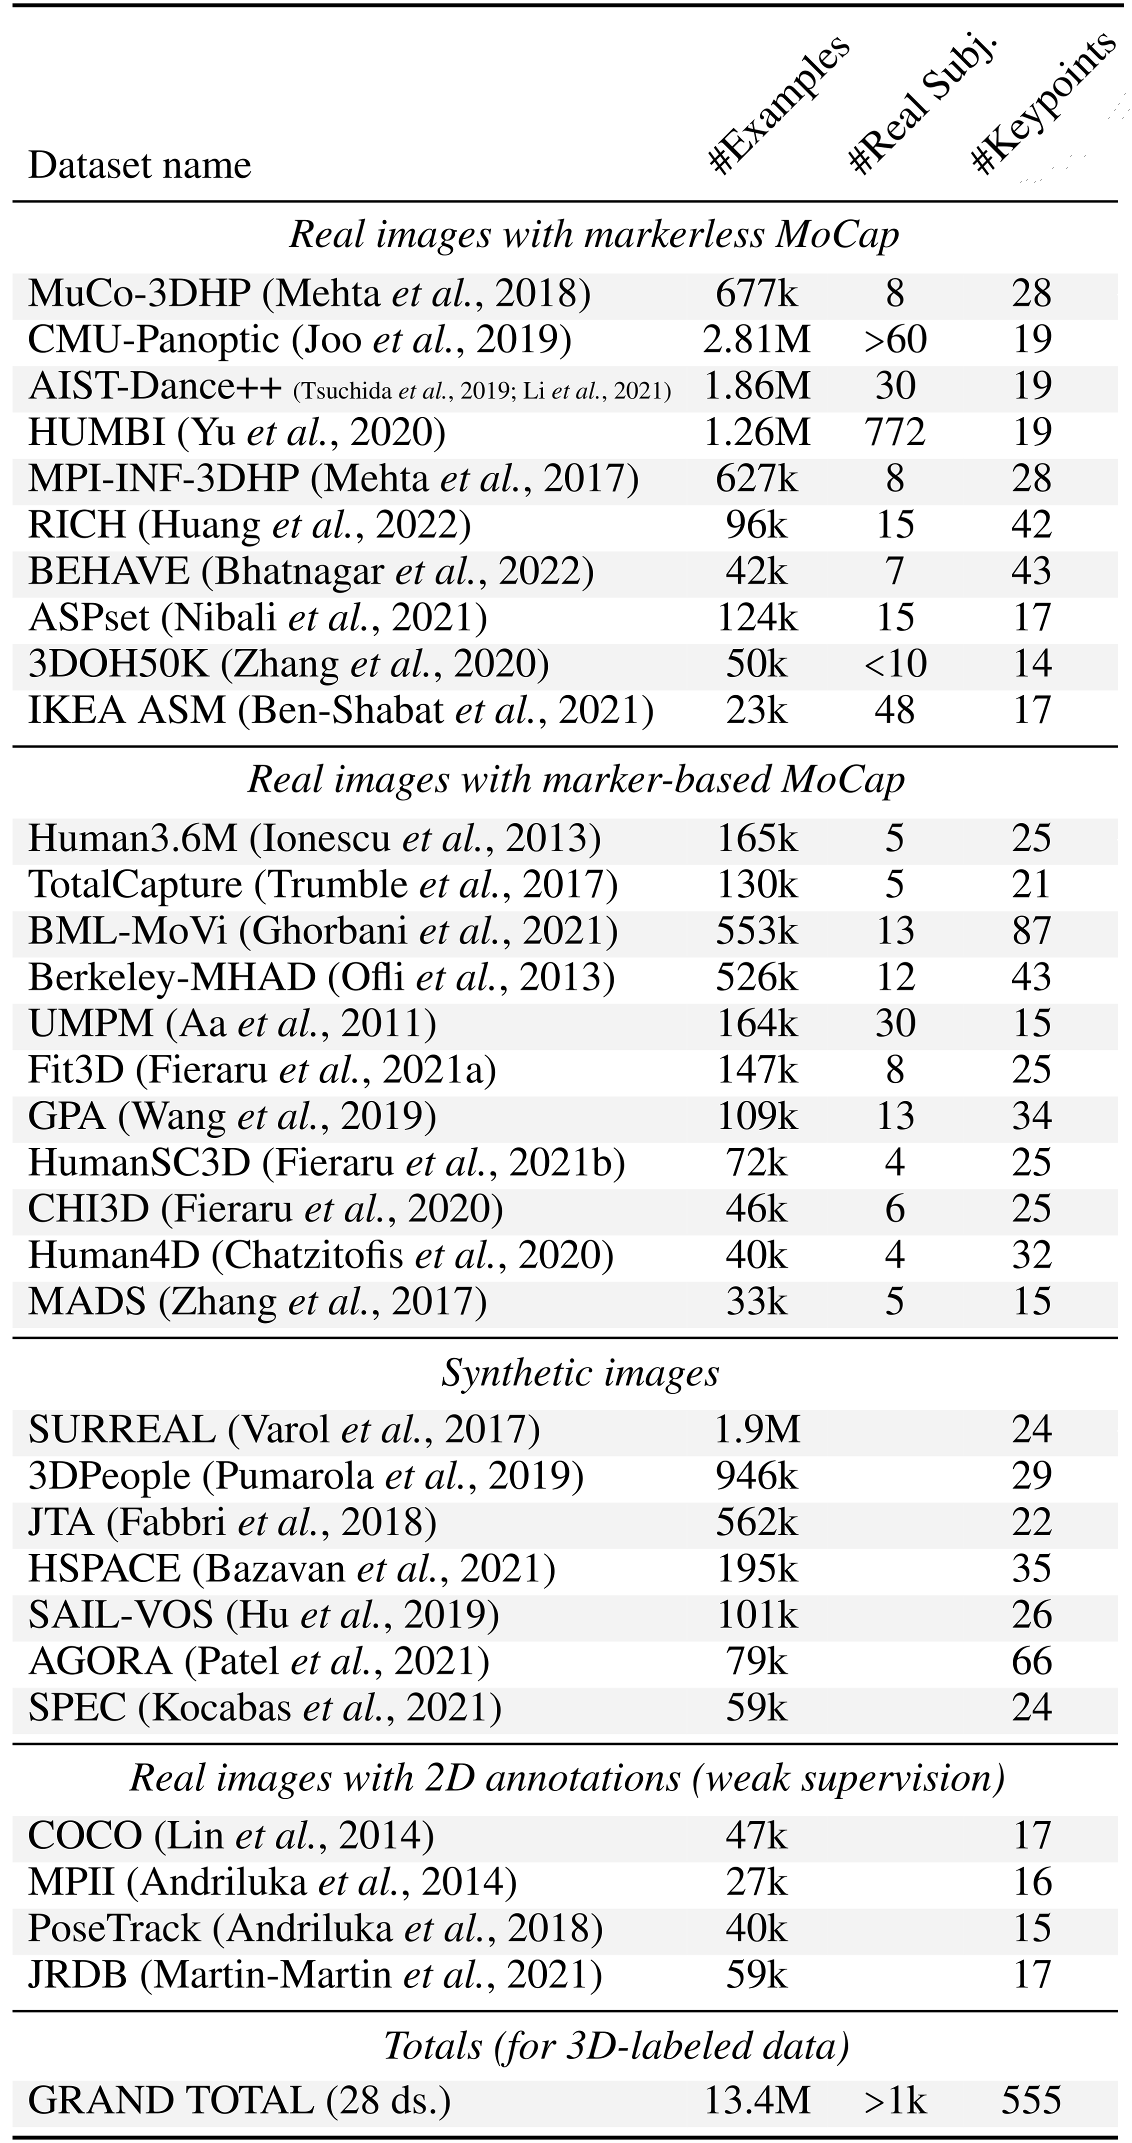 Dataset name #Examples #Real Subj. #Keypoints
Real images with markerless MoCap
MuCo-3DHP (Mehta et al., 2018) 677k 8 28
CMU-Panoptic (Joo et al., 2019) 2.81M >60 19
AIST-Dance++ (Tsuchida et al., 2019; Li et al., 2021) 1.86M 30 19
HUMBI (Yu et al., 2020) 1.26M 772 19
MPI-INF-3DHP (Mehta et al., 2017) 627k 8 28
RICH (Huang et al., 2022) 96k 15 42
BEHAVE (Bhatnagar et al., 2022) 42k 7 43
ASPset (Nibali et al., 2021) 124k 15 17
3DOH50K (Zhang et al., 2020) 50k <10 14
IKEA ASM (Ben-Shabat et al., 2021) 23k 48 17
Real images with marker-based MoCap
Human3.6M (Ionescu et al., 2013) 165k 5 25
TotalCapture (Trumble et al., 2017) 130k 5 21
BML-MoVi (Ghorbani et al., 2021) 553k 13 87
Berkeley-MHAD (Ofli et al., 2013) 526k 12 43
UMPM (Aa et al., 2011) 164k 30 15
Fit3D (Fieraru et al., 2021a) 147k 8 25
GPA (Wang et al., 2019) 109k 13 34
HumanSC3D (Fieraru et al., 2021b) 72k 4 25
CHI3D (Fieraru et al., 2020) 46k 6 25
Human4D (Chatzitofis et al., 2020) 40k 4 32
MADS (Zhang et al., 2017) 33k 5 15
Synthetic images
SURREAL (Varol et al., 2017) 1.9M 24
3DPeople (Pumarola et al., 2019) 946k 29
JTA (Fabbri et al., 2018) 562k 22
HSPACE (Bazavan et al., 2021) 195k 35
SAIL-VOS (Hu et al., 2019) 101k 26
AGORA (Patel et al., 2021) 79k 66
SPEC (Kocabas et al., 2021) 59k 24
Real images with 2D annotations (weak supervision)
COCO (Lin et al., 2014) 47k 17
MPII (Andriluka et al., 2014) 27k 16
PoseTrack (Andriluka et al., 2018) 40k 15
JRDB (Martin-Martin et al., 2021) 59k 17
Totals (for 3D-labeled data)
GRAND TOTAL (28 ds.) 13.4M >1k 555